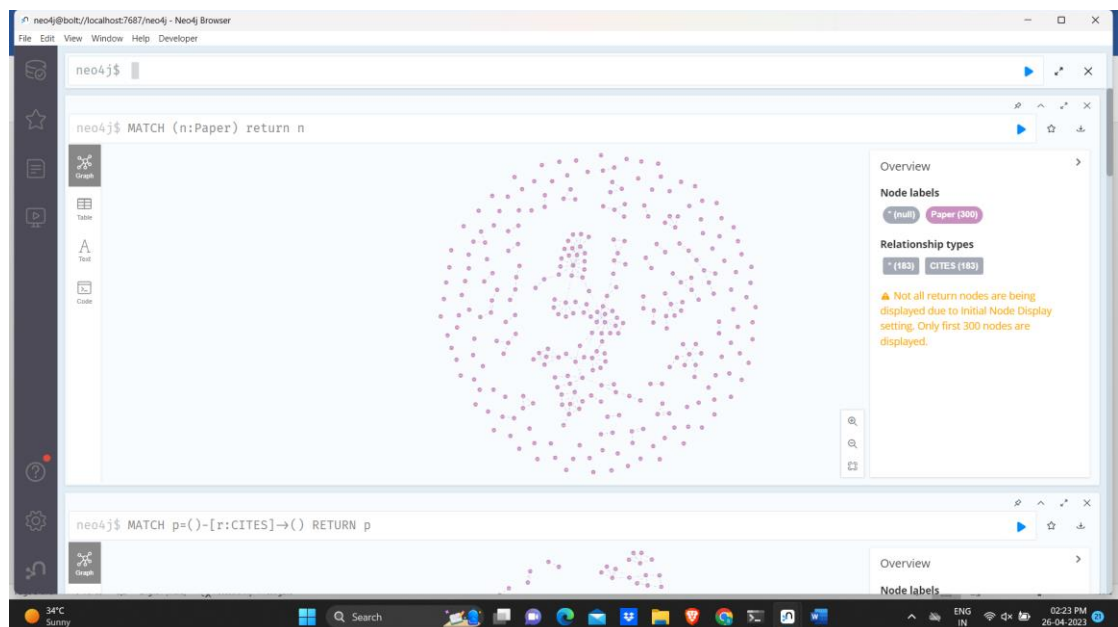 neo4j@bolt://localhost:7687/neo4j - Neo4j Browser
File Edit View Window Help Developer
neo4j$
neo4j$ MATCH (n:Paper) return n
Graph
Table
Text
Code
Overview
Node labels
* (null) Paper (300)
Relationship types
* (183) CITES (183)
Not all return nodes are being
displayed due to Initial Node Display
setting. Only first 300 nodes are
displayed.
neo4j$ MATCH p=()-[r:CITES]→() RETURN p
Graph
Overview
Node labels
34°C
Sunny
Search
ENG
IN
02:23 PM
26-04-2023